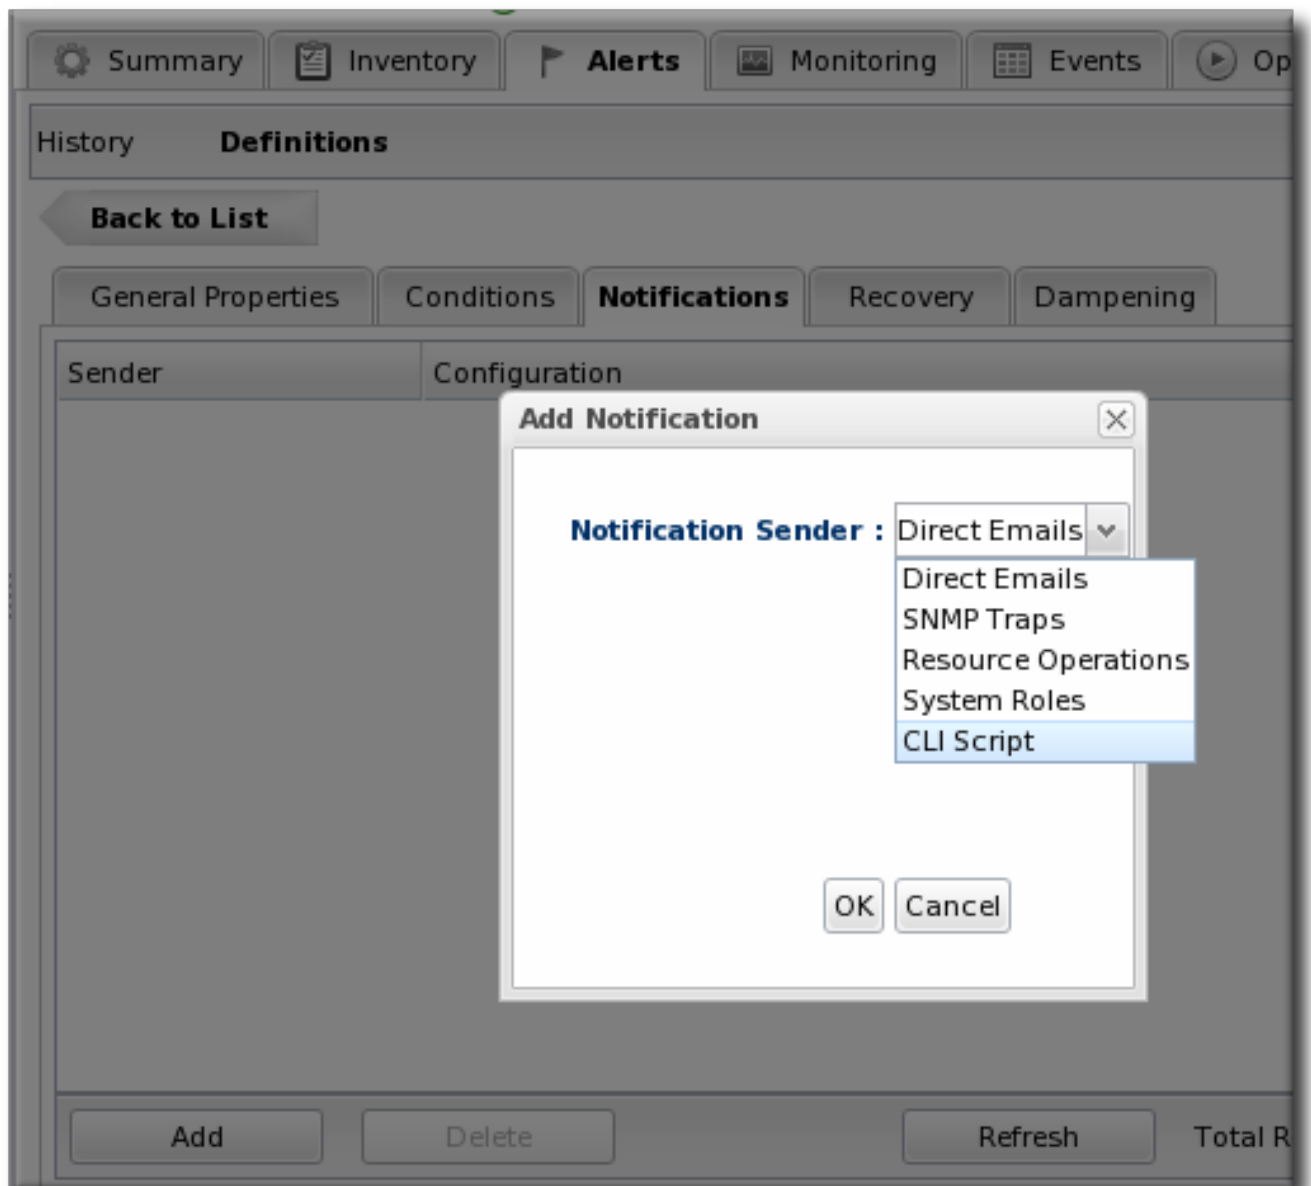 Summary Inventory Alerts Monitoring Events Op
History Definitions
Back to List
General Properties Conditions Notifications Recovery Dampening
Sender Configuration
Add Notification
Notification Sender : Direct Emails
Direct Emails
SNMP Traps
Resource Operations
System Roles
CLI Script
OK Cancel
Add Delete Refresh Total R